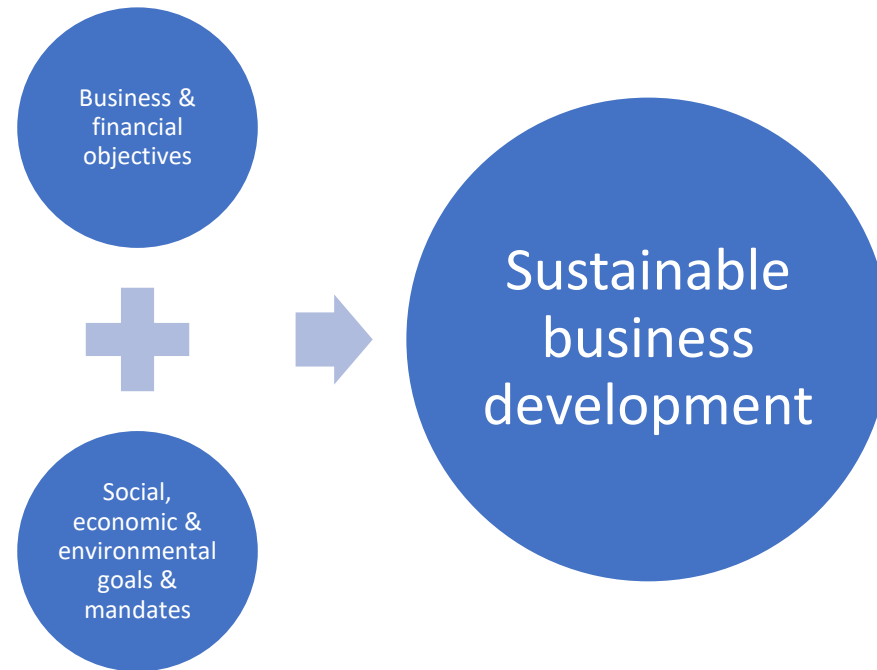 Business &
financial
objectives
Social,
economic &
environmental
goals &
mandates
Sustainable
business
development